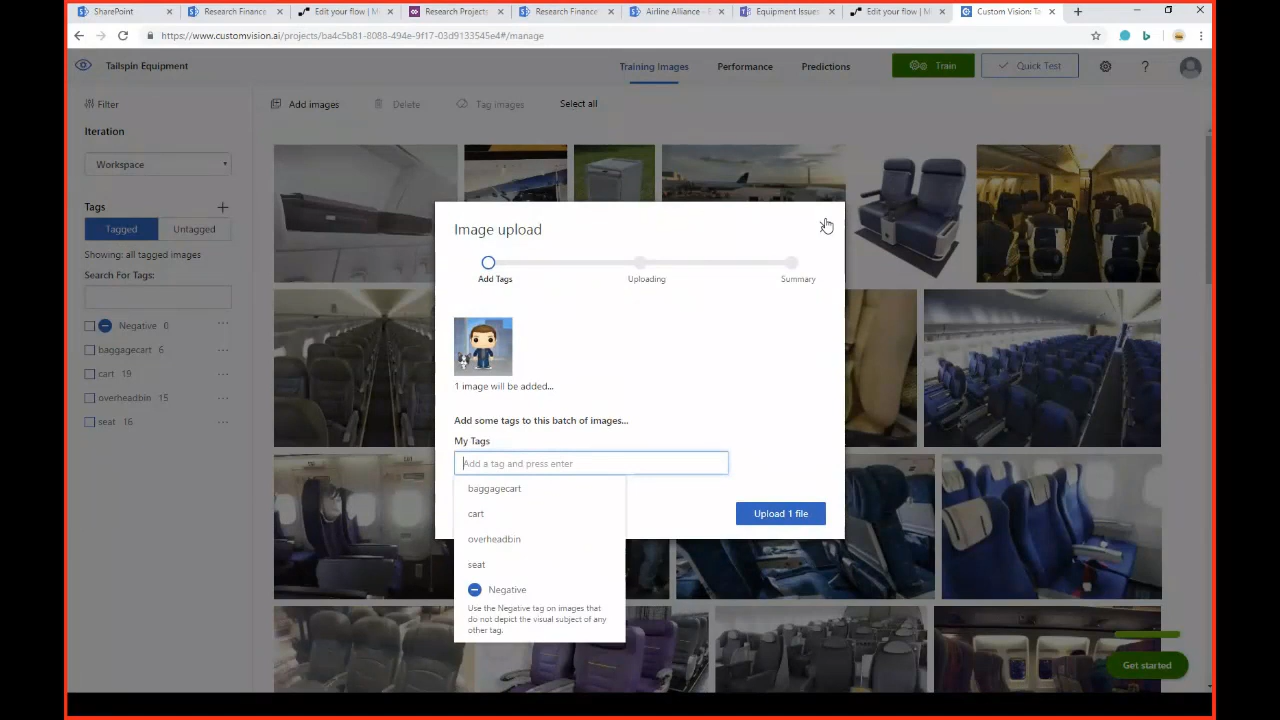 SharePoint
Research Finance
Edit your flow | M
Research Projects
Research Finance
Airline Alliance - E
Equipment Issues
Edit your flow | M
Custom Vision: Ta
https://www.customvision.ai/projects/ba4c5b81-8088-494e-9f17-03d9133545e4#/manage
Tailspin Equipment
Training Images
Performance
Predictions
Train
Quick Test
Filter
Add images
Delete
Tag images
Select all
Iteration
Workspace
Tags
Tagged
Untagged
Showing: all tagged images
Search For Tags:
Negative 6
baggagecart 6
cart 19
overheadbin 15
seat 16
Image upload
Add Tags
Uploading
Summary
1 image will be added...
Add some tags to this batch of images...
My Tags
Add a tag and press enter
baggagecart
cart
overheadbin
seat
Negative
Use the Negative tag on images that
do not depict the visual subject of any
other tag.
Upload 1 file
Get started